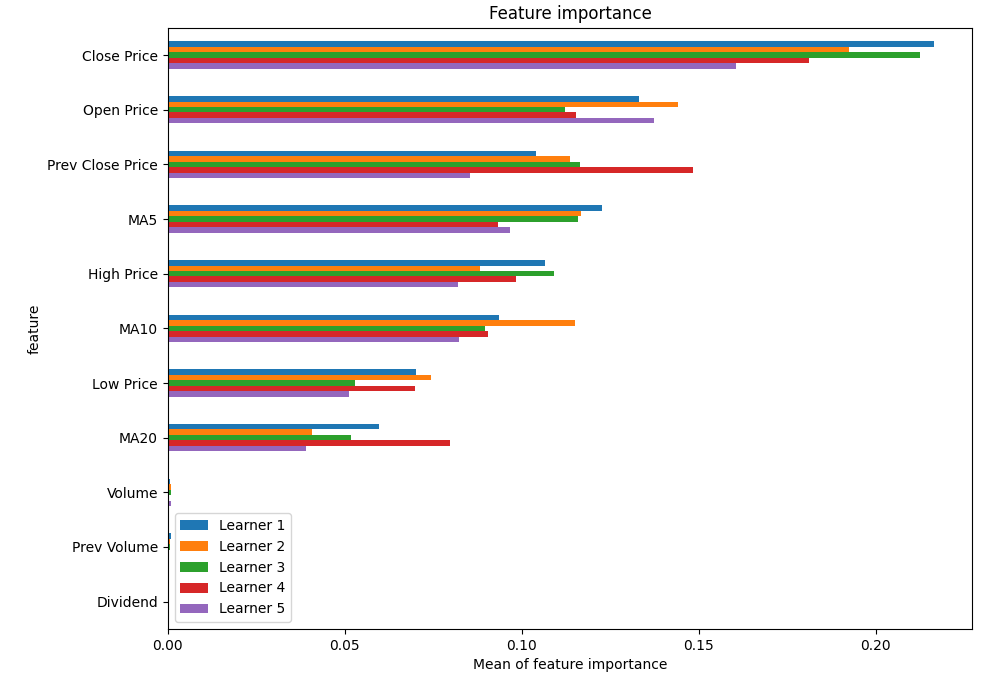 Feature importance
Close Price
Open Price
Prev Close Price
MA5
High Price
MA10
Low Price
MA20
Volume
Prev Volume
Dividend
feature
Learner 1
Learner 2
Learner 3
Learner 4
Learner 5
0.00 0.05 0.10 0.15 0.20
Mean of feature importance